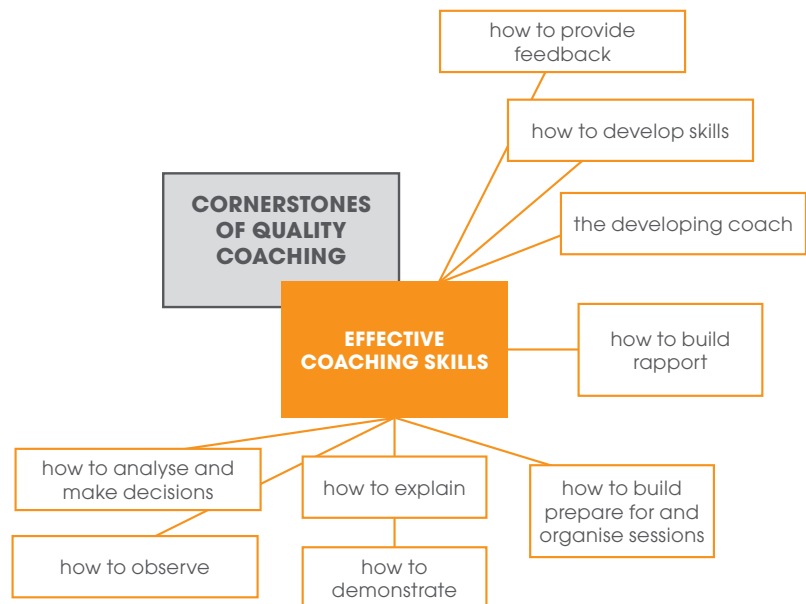 how to provide
feedback
how to develop skills
CORNERSTONES
OF QUALITY
COACHING
the developing coach
EFFECTIVE
COACHING SKILLS
how to build
rapport
how to analyse and
make decisions
how to explain
how to build
prepare for and
organise sessions
how to observe
how to
demonstrate